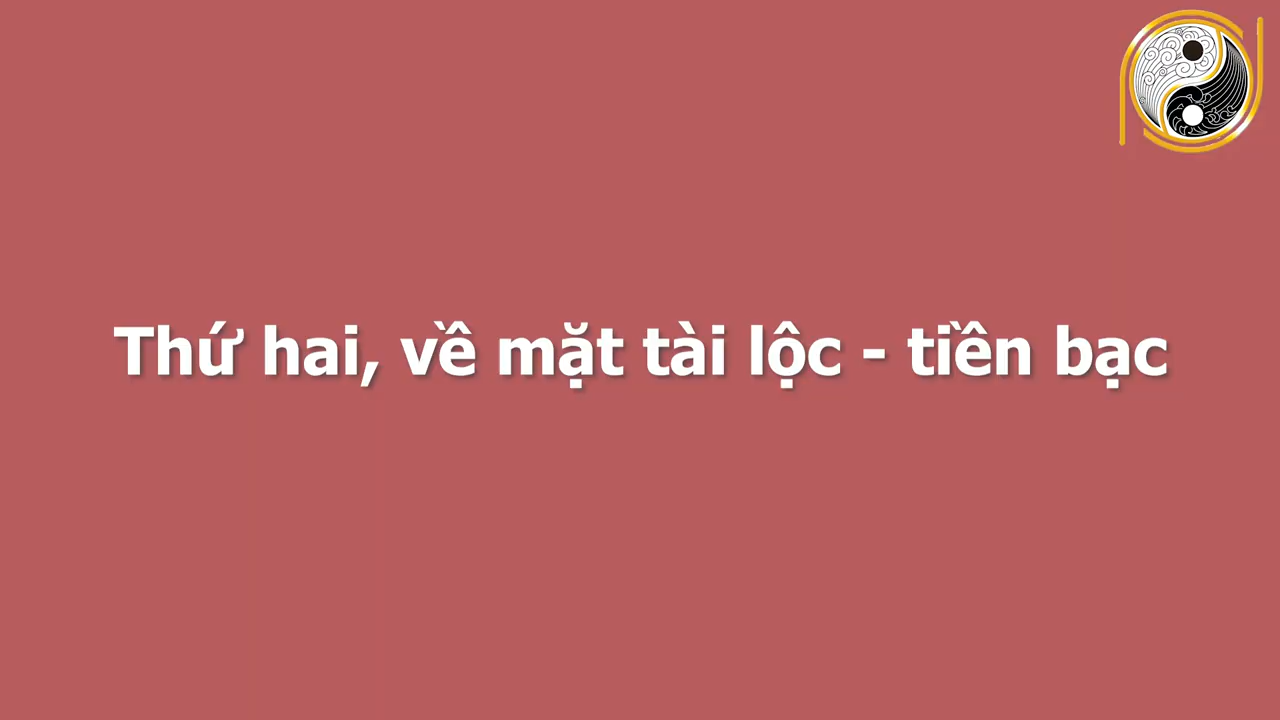 Thứ hai, về mặt tài lộc - tiền bạc